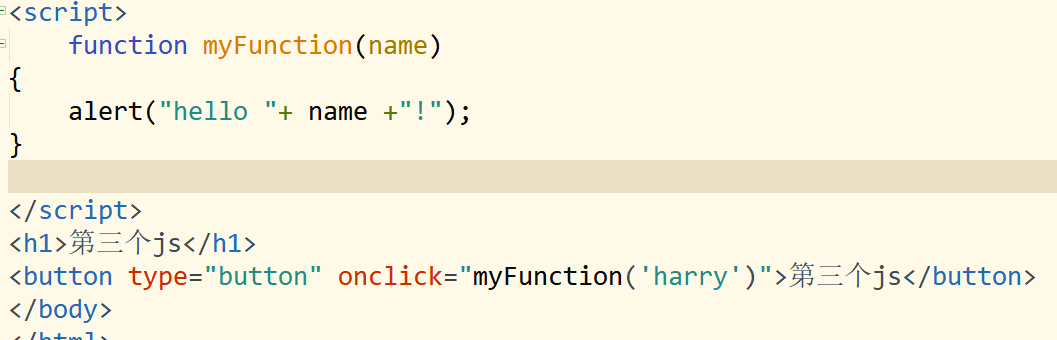 <script>
function myFunction(name)
{
alert("hello "+ name +"!");
}
</script>
<h1>第三个js</h1>
<button type="button" onclick="myFunction('harry')">第三个js</button>
</body>
</html>